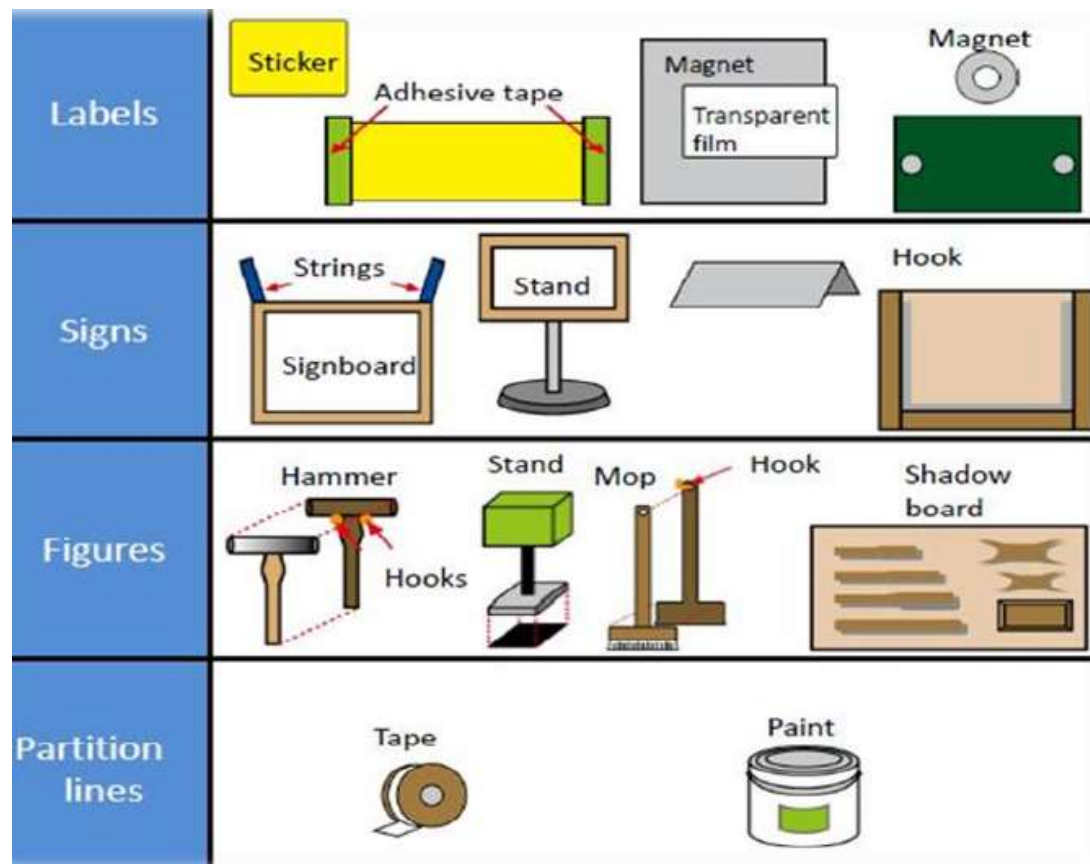 Labels
Sticker
Adhesive tape
Magnet
Transparent
film
Magnet
Signs
Strings
Signboard
Stand
Hook
Figures
Hammer
Hooks
Stand
Mop
Hook
Shadow
board
Partition
lines
Tape
Paint